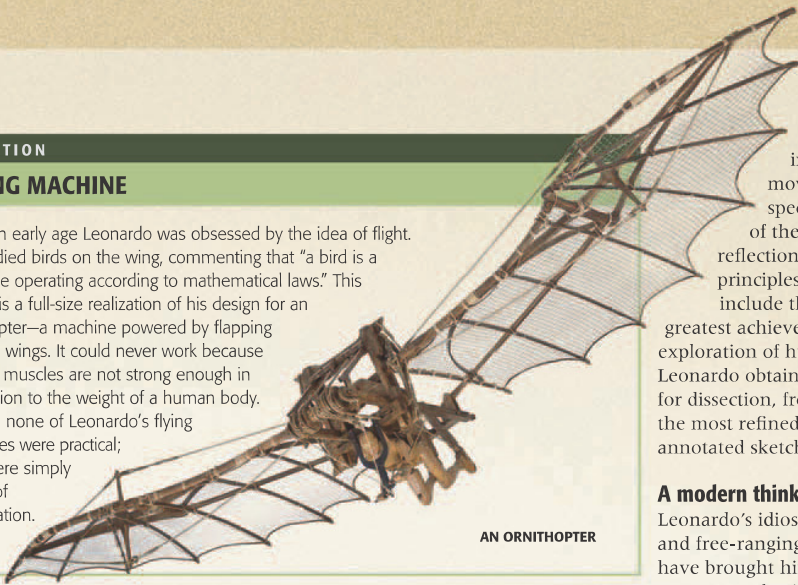 TION
NG MACHINE
n early age Leonardo was obsessed by the idea of flight.
died birds on the wing, commenting that “a bird is a
e operating according to mathematical laws.” This
is a full-size realization of his design for an
pter—a machine powered by flapping
wings. It could never work because
muscles are not strong enough in
tion to the weight of a human body.
none of Leonardo’s flying
es were practical;
ere simply
of
ation.
AN ORNITHOPTER
mov
spec
of the
reflection
principles
include th
greatest achieve
exploration of h
Leonardo obtain
for dissection, fr
the most refined
annotated sketch
A modern think
Leonardo’s idios
and free-ranging
have brought hi